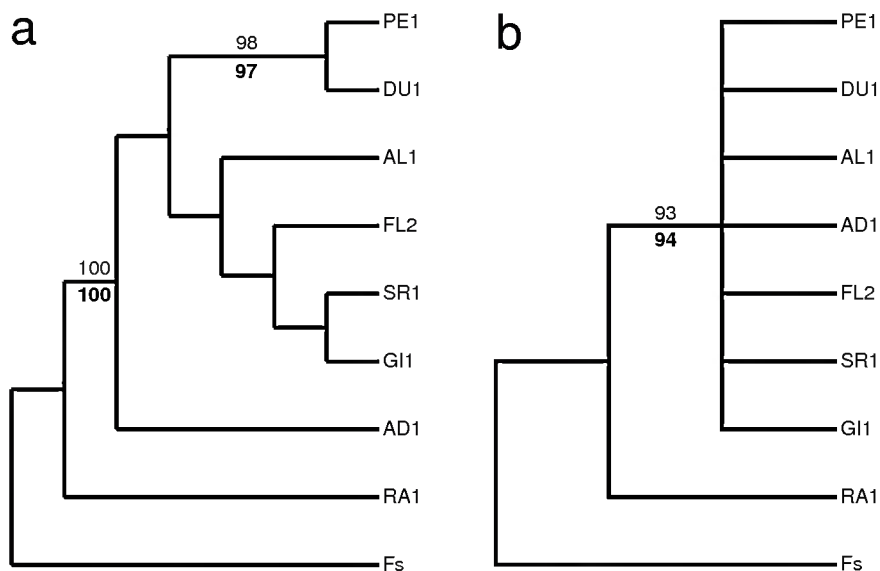 a
98
97
PE1
DU1
AL1
FL2
100
100
SR1
GI1
AD1
RA1
Fs
b
93
94
PE1
DU1
AL1
AD1
FL2
SR1
GI1
RA1
Fs